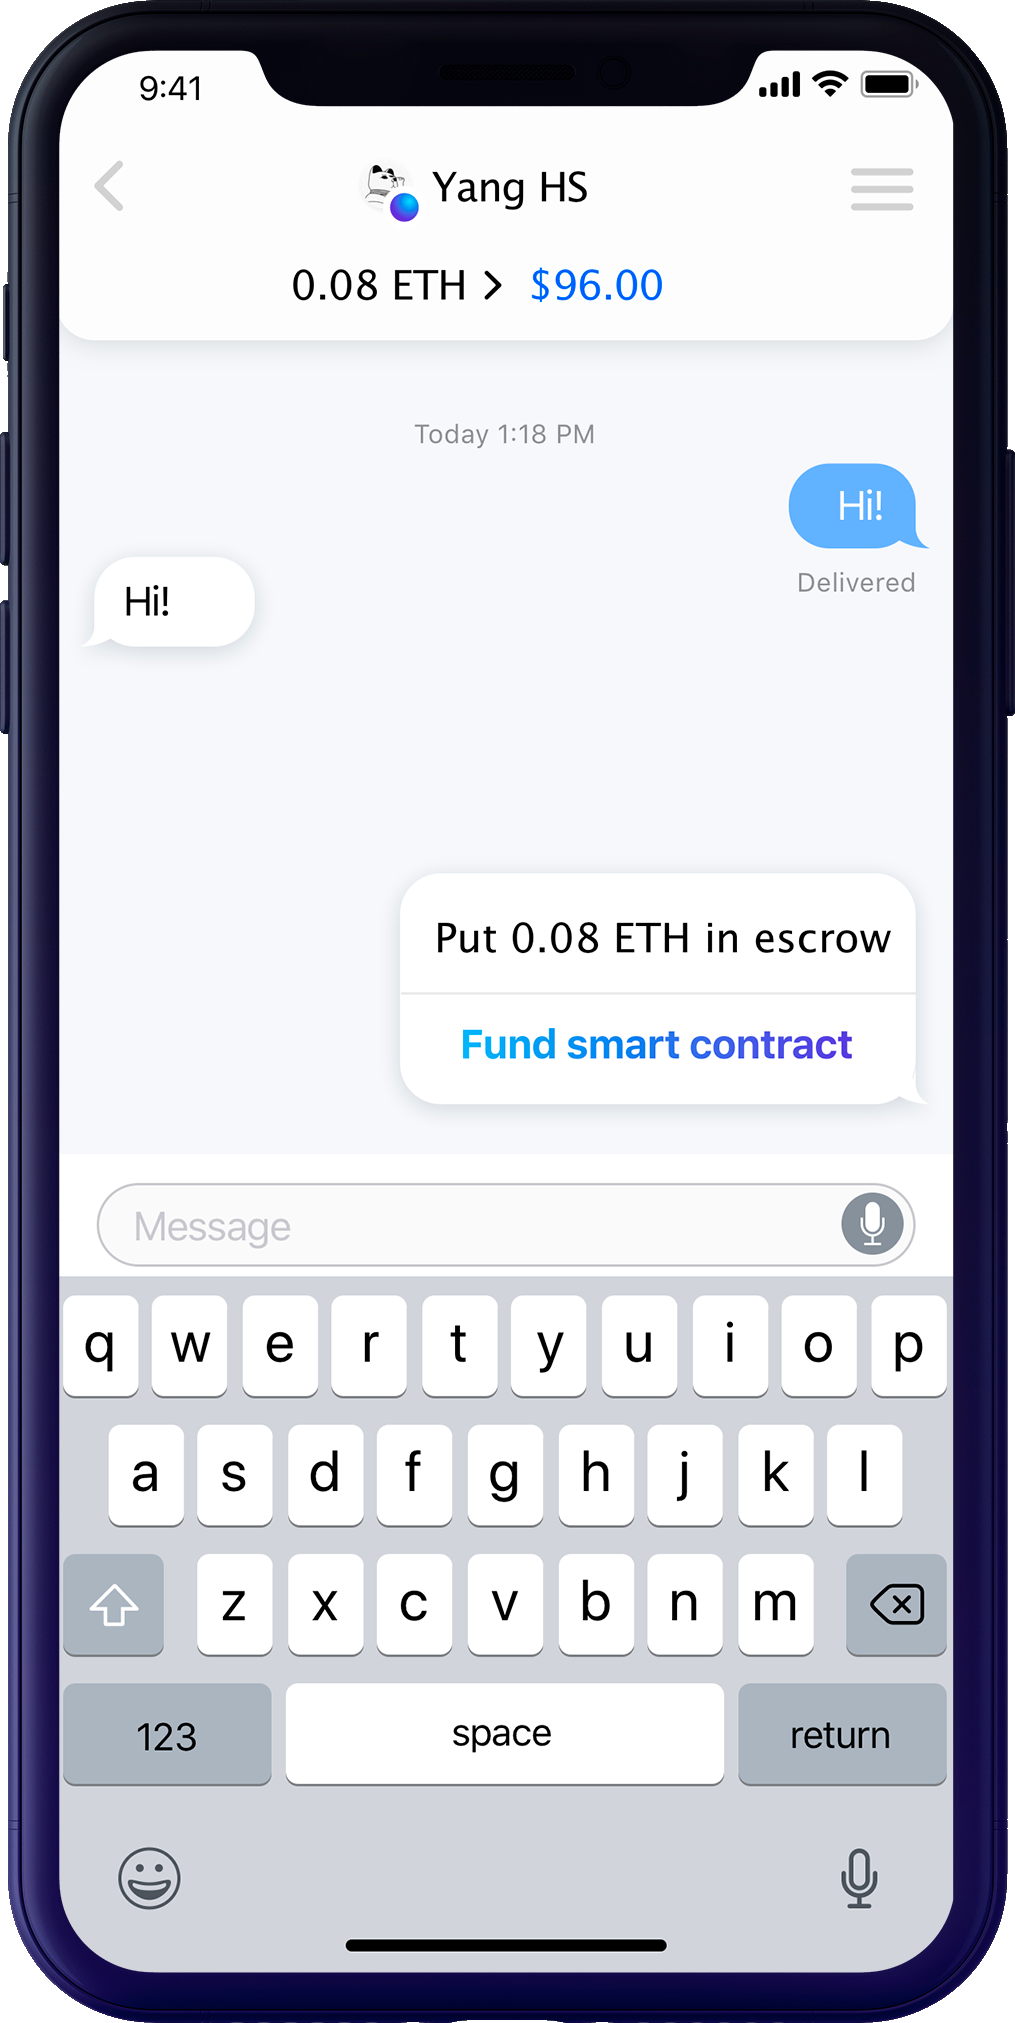 9:41
Yang HS
0.08 ETH > $96.00
Today 1:18 PM
Hi!
Delivered
Hi!
Put 0.08 ETH in escrow
Fund smart contract
Message
q w e r t y u i o p
a s d f g h j k l
z x c v b n m
123 space return